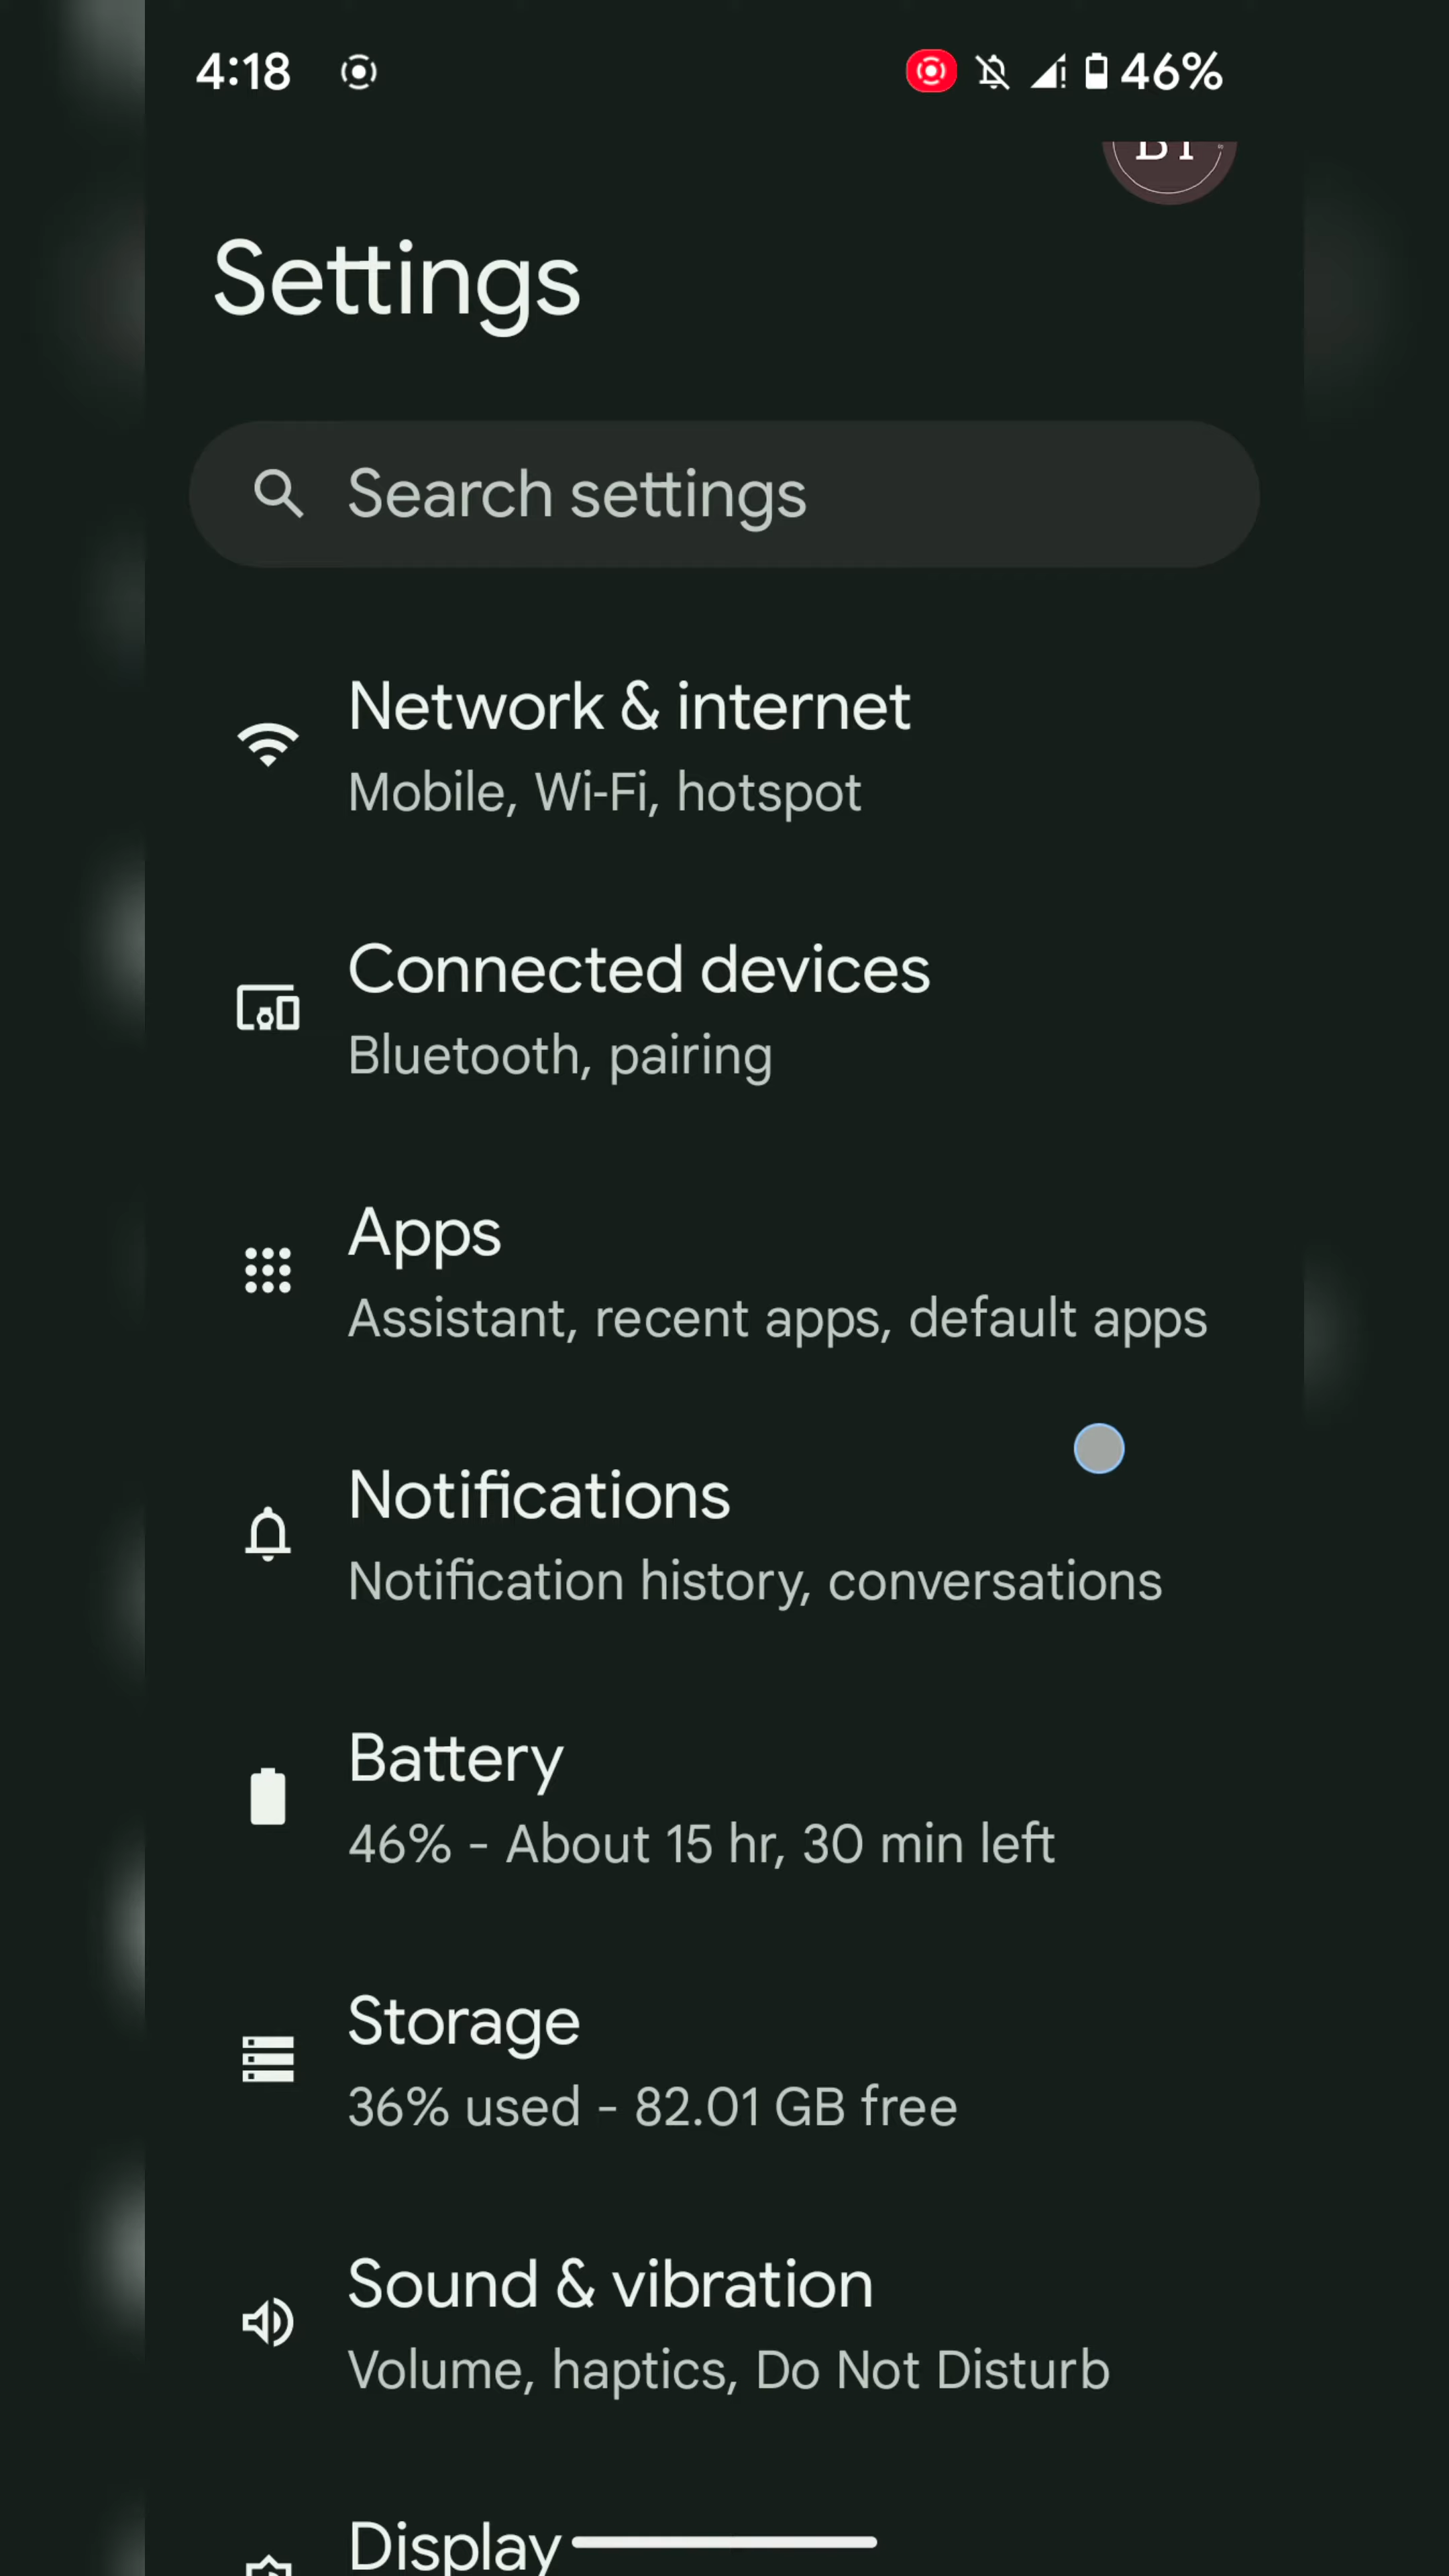 4:18 46%
BT
Settings
Search settings
Network & internet
Mobile, Wi-Fi, hotspot
Connected devices
Bluetooth, pairing
Apps
Assistant, recent apps, default apps
Notifications
Notification history, conversations
Battery
46% - About 15 hr, 30 min left
Storage
36% used - 82.01 GB free
Sound & vibration
Volume, haptics, Do Not Disturb
Display